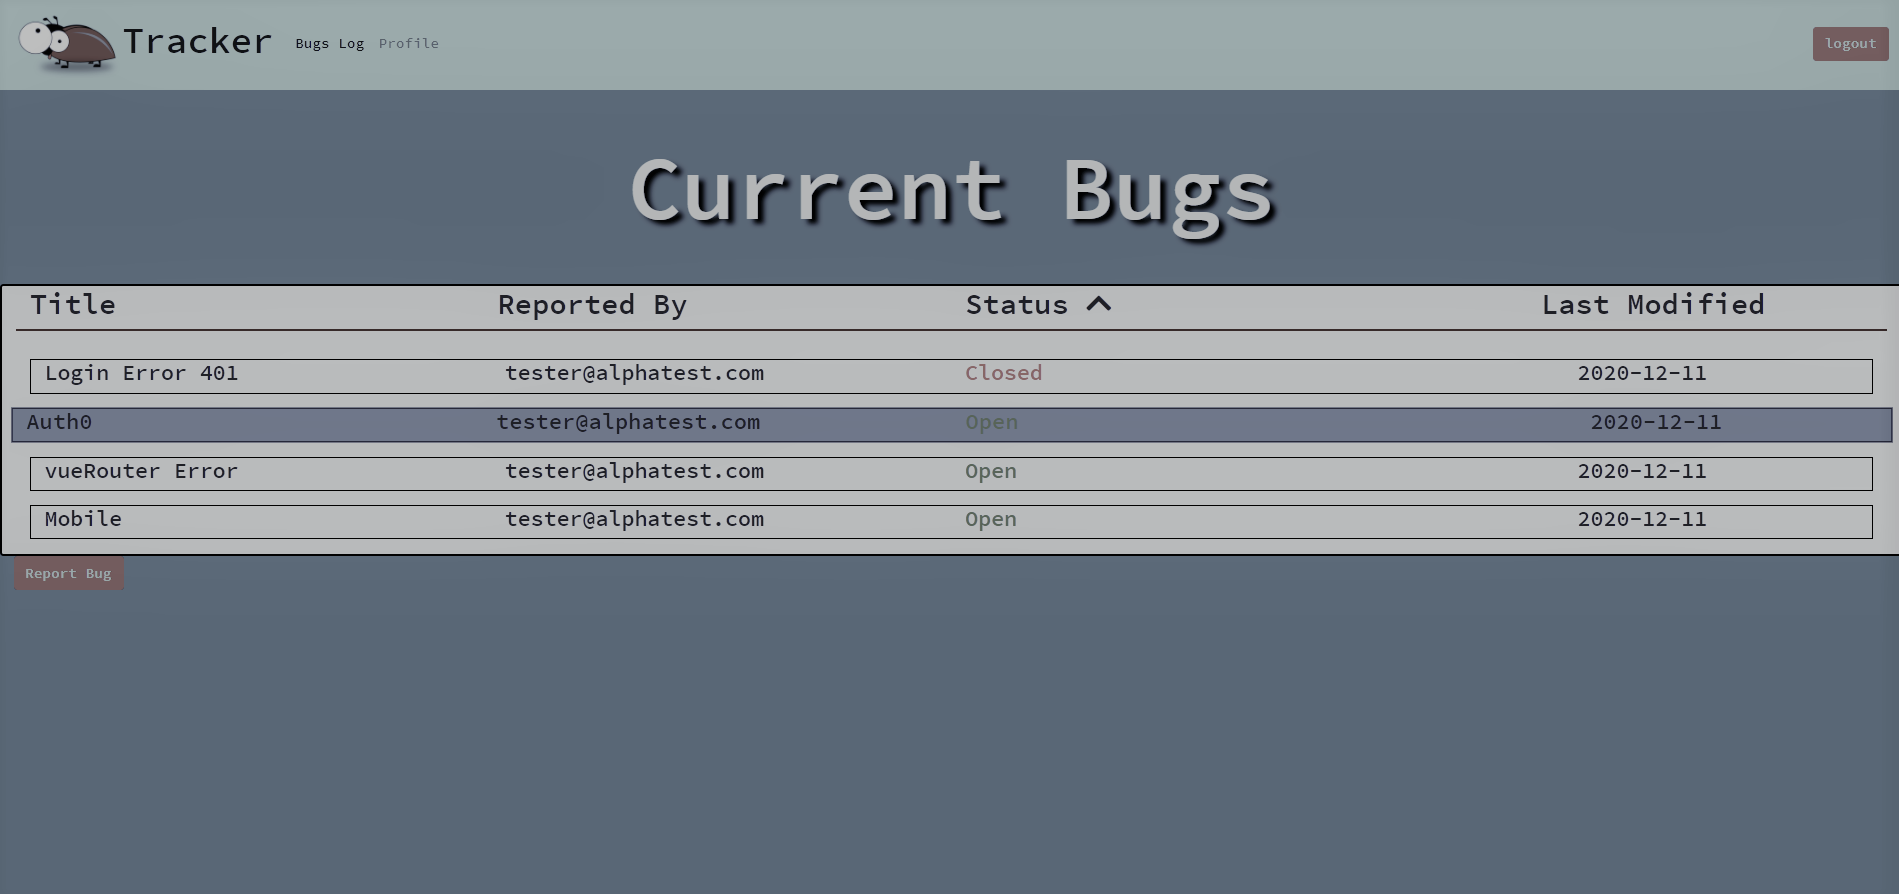 Tracker Bugs Log Profile logout
Current Bugs
Title Reported By Status Last Modified
Login Error 401 tester@alphatest.com Closed 2020-12-11
Auth0 tester@alphatest.com Open 2020-12-11
vueRouter Error tester@alphatest.com Open 2020-12-11
Mobile tester@alphatest.com Open 2020-12-11
Report Bug